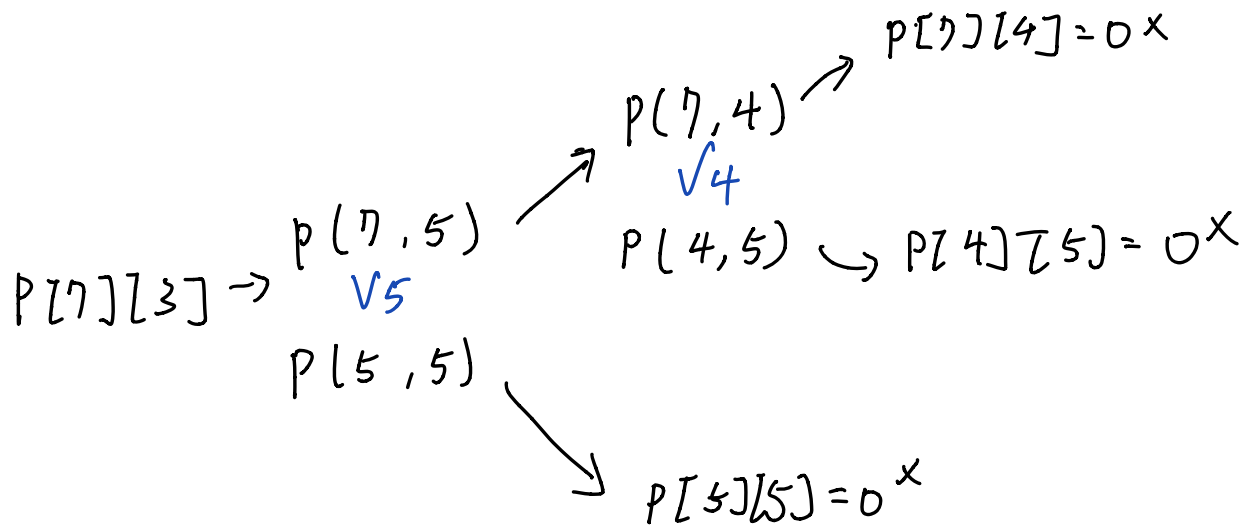 P[7][4]=0 x
P(7,4)
V4
P(4,5)
P[4][5]=0 x
P(7,5)
V5
P[7][3]
P(5,5)
P[5][5]=0 x